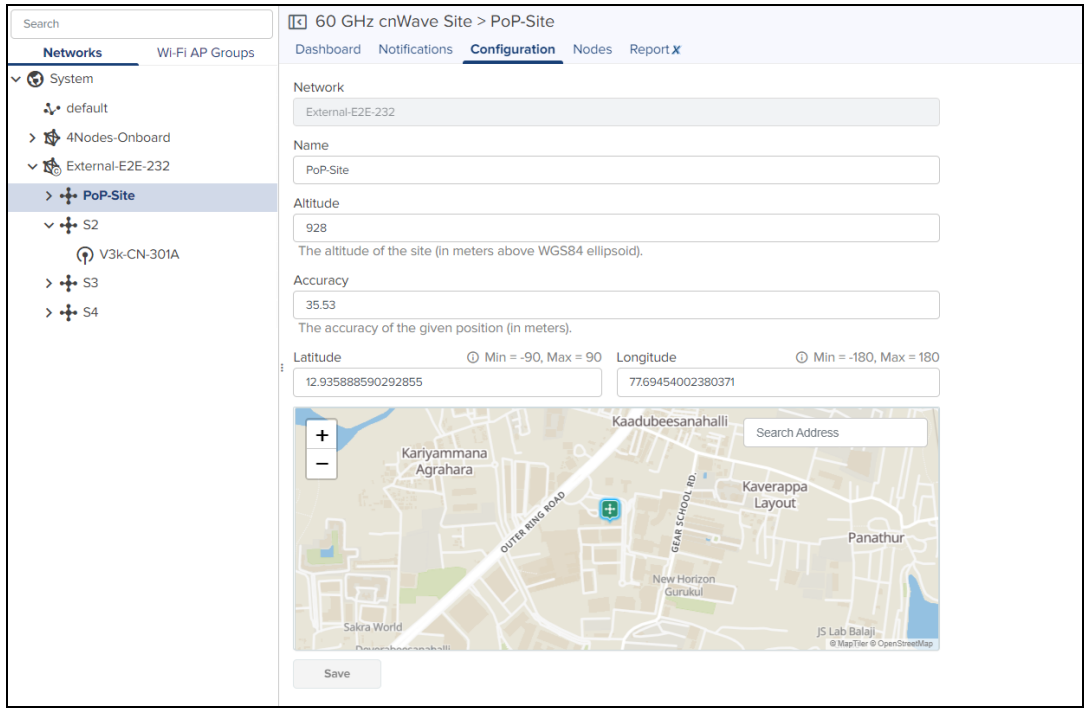 Search
Networks
Wi-Fi AP Groups
System
default
4Nodes-Onboard
External-E2E-232
PoP-Site
S2
V3k-CN-301A
S3
S4
60 GHz cnWave Site > PoP-Site
Dashboard Notifications Configuration Nodes Report X
Network
External-E2E-232
Name
PoP-Site
Altitude
928
The altitude of the site (in meters above WGS84 ellipsoid).
Accuracy
35.53
The accuracy of the given position (in meters).
Latitude Min = -90, Max = 90
12.935888590292855
Longitude Min = -180, Max = 180
77.69454002380371
+
−
Search Address
Kaadubeesanahalli
Kariyammana
Agrahara
Kaverappa
Layout
OUTER RING ROAD
GEAR SCHOOL RD.
Panathur
New Horizon
Gurukul
Sakra World
JS Lab Balaji
Devarabeesanahalli
© MapTiler © OpenStreetMap
Save